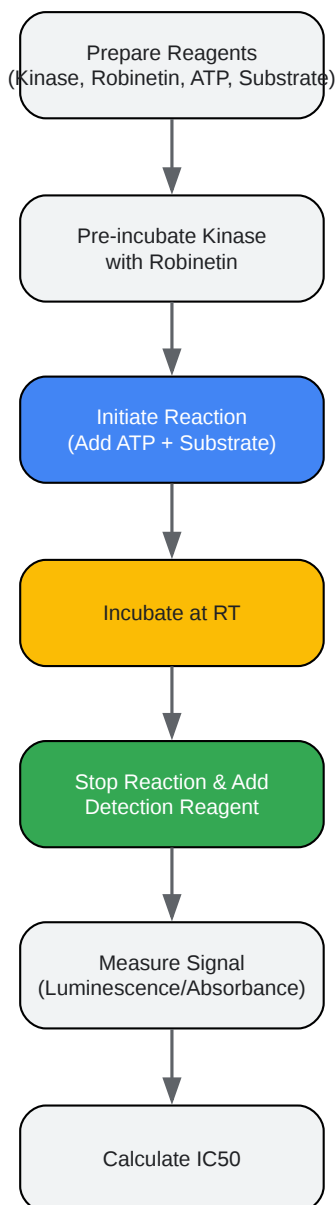 Prepare Reagents
(Kinase, Robinetin, ATP, Substrate)
Pre-incubate Kinase
with Robinetin
Initiate Reaction
(Add ATP + Substrate)
Incubate at RT
Stop Reaction & Add
Detection Reagent
Measure Signal
(Luminescence/Absorbance)
Calculate IC50